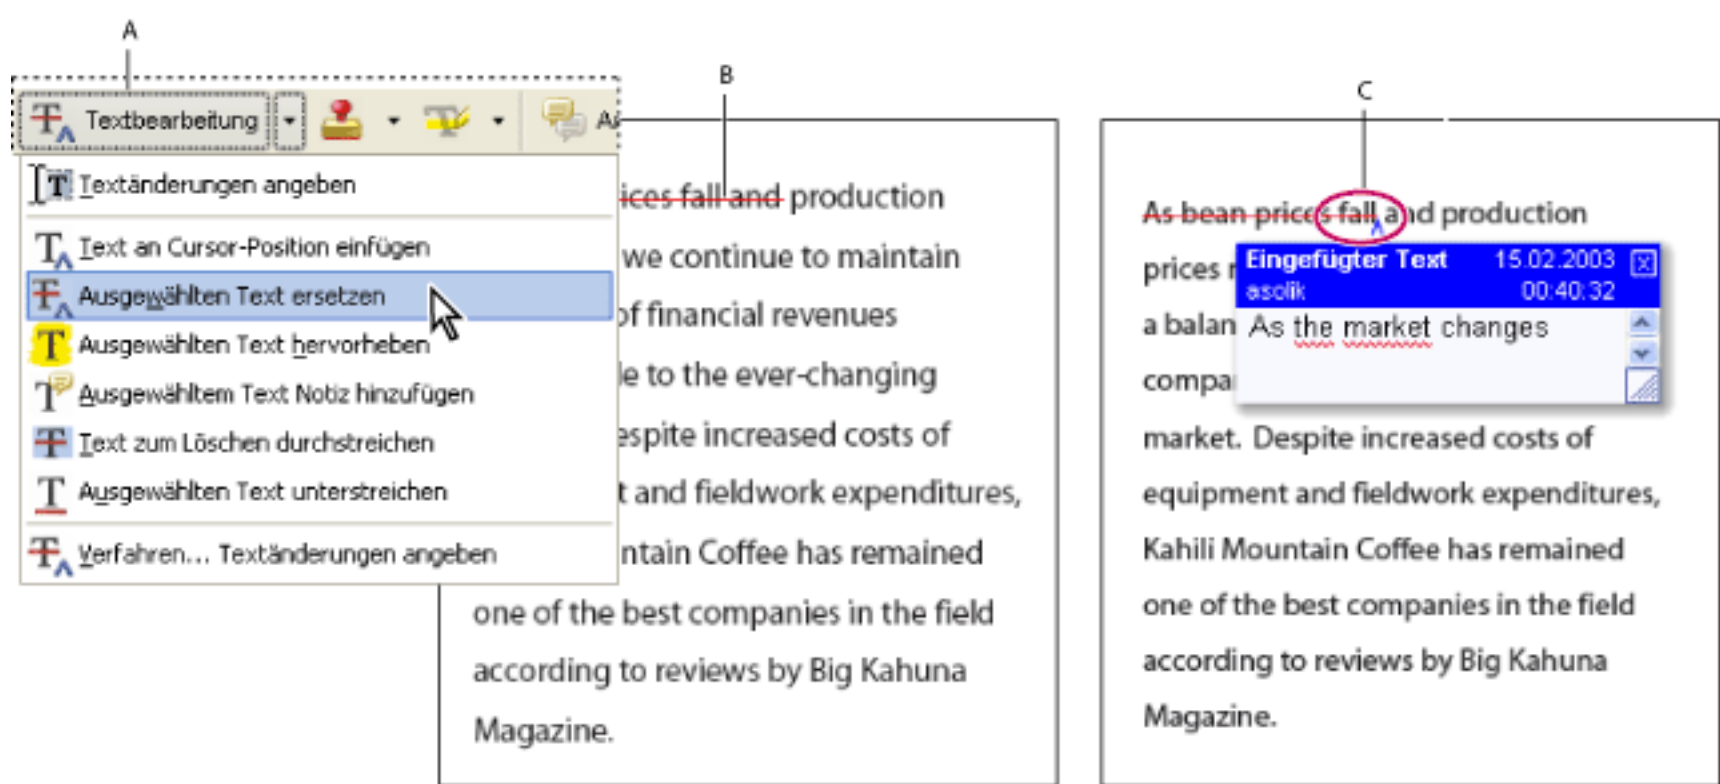 A
B
C
Textbearbeitung
Textänderungen angeben
Text an Cursor-Position einfügen
Ausgewählten Text ersetzen
Ausgewählten Text hervorheben
Ausgewähltem Text Notiz hinzufügen
Text zum Löschen durchstreichen
Ausgewählten Text unterstreichen
Verfahren... Textänderungen angeben
fall and production
we continue to maintain
of financial revenues
to the ever-changing
increased costs of
and fieldwork expenditures,
Coffee has remained
one of the best companies in the field
according to reviews by Big Kahuna
Magazine.
As bean prices fall and production
prices
a
Eingefügter Text 15.02.2003
asolik 00:40:32
As the market changes
market. Despite increased costs of
equipment and fieldwork expenditures,
Kahili Mountain Coffee has remained
one of the best companies in the field
according to reviews by Big Kahuna
Magazine.